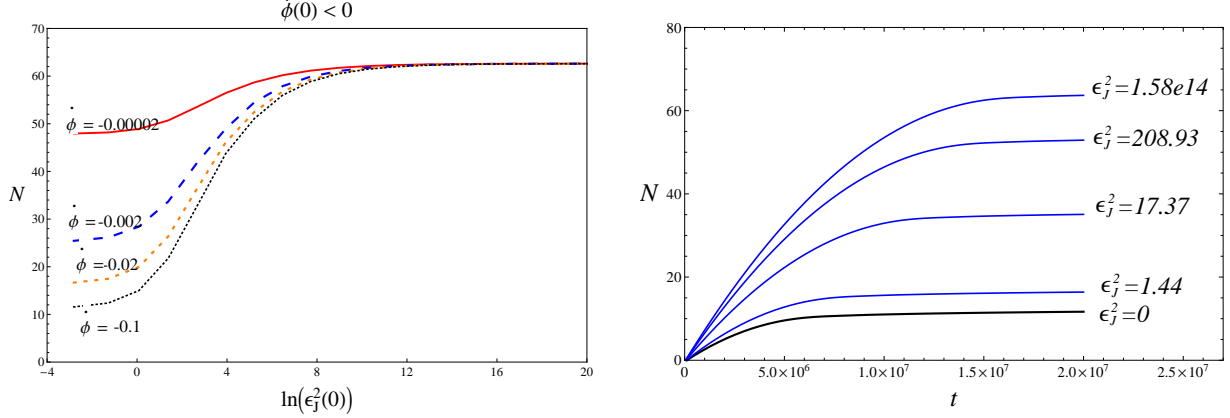 ϕ̇(0) < 0
70
60
50
40
30
20
10
0
N
ϕ̇ = -0.00002
ϕ̇ = -0.002
ϕ̇ = -0.02
ϕ̇ = -0.1
-4 0 4 8 12 16 20
ln(ϵ_J^2(0))
80
60
40
20
0
N
ϵ_J^2=1.58e14
ϵ_J^2=208.93
ϵ_J^2=17.37
ϵ_J^2=1.44
ϵ_J^2=0
0 5.0×10^6 1.0×10^7 1.5×10^7 2.0×10^7 2.5×10^7
t